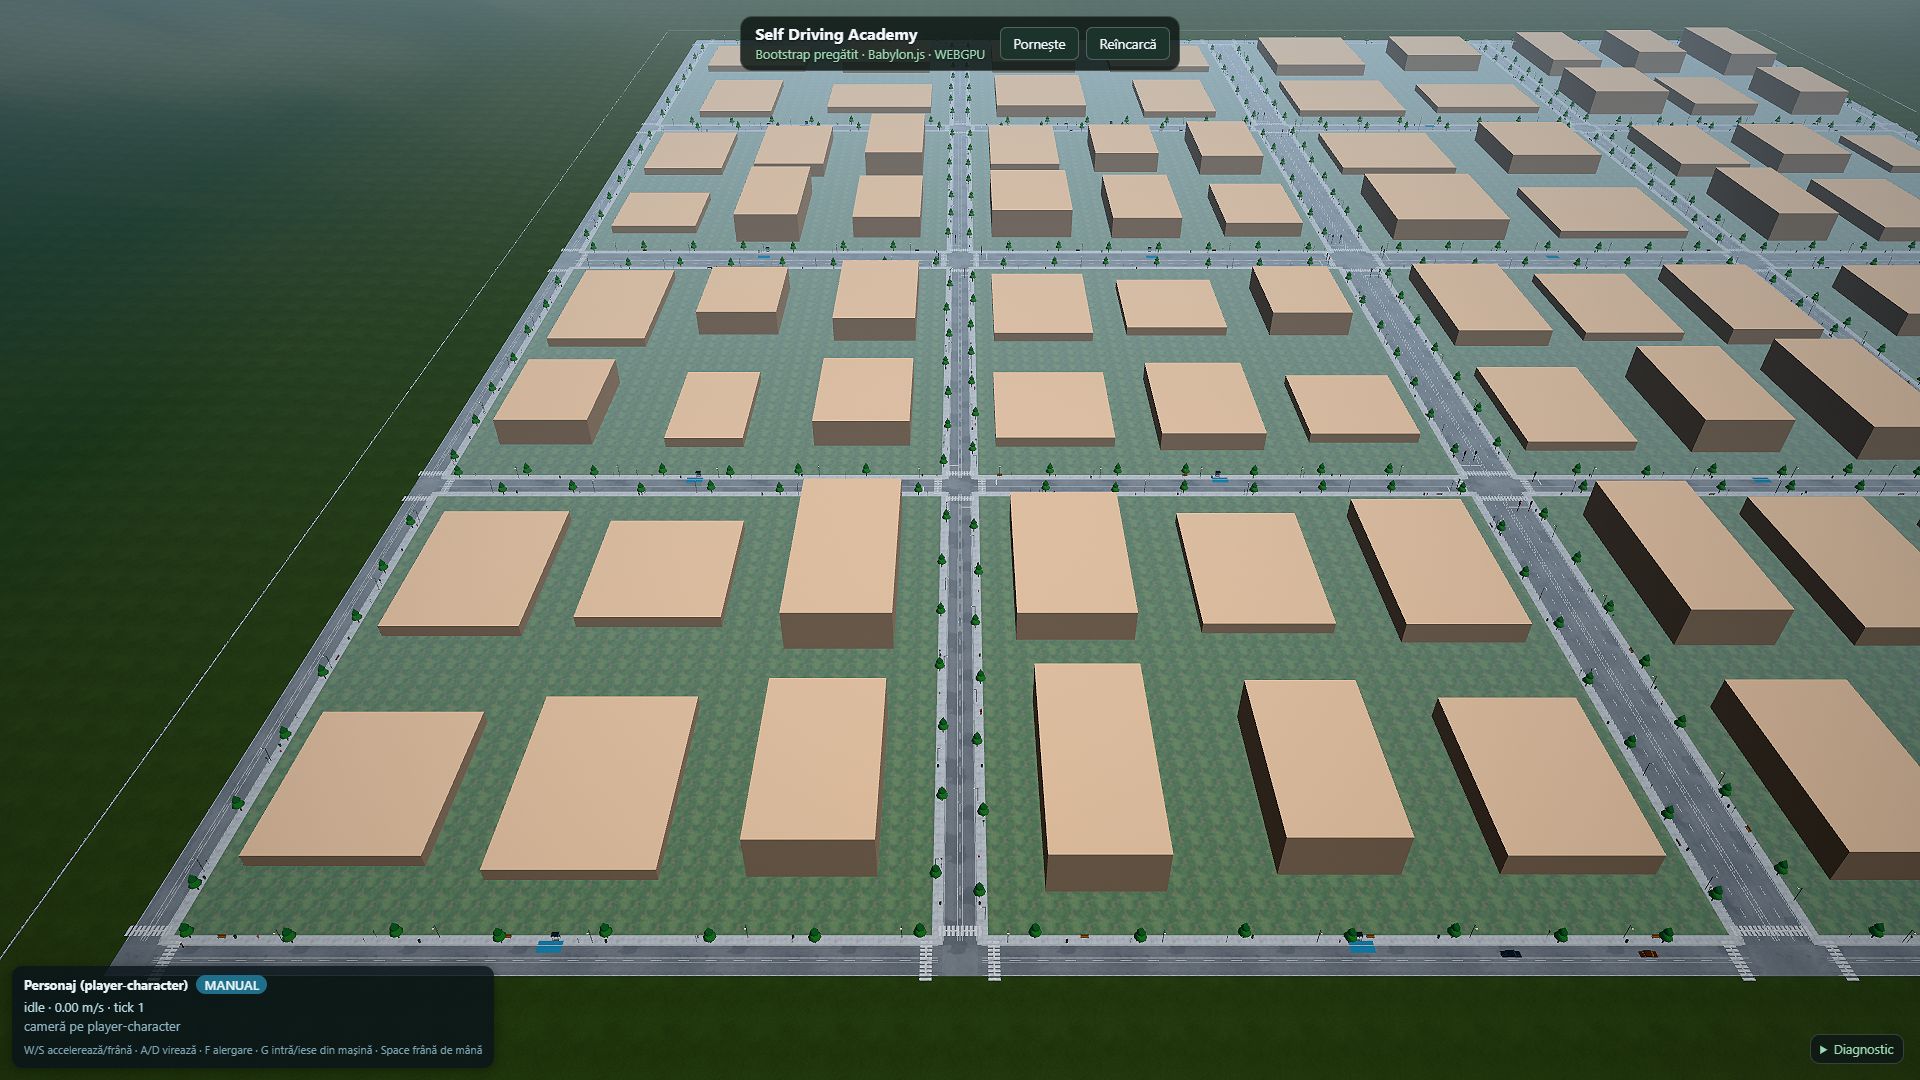 Self Driving Academy
Bootstrap pregătit · Babylon.js · WEBGPU
Pornește
Reîncarcă
Personaj (player-character) MANUAL
idle · 0.00 m/s · tick 1
cameră pe player-character
W/S accelerează/frână · A/D virează · F alergare · G intră/iese din mașină · Space frână de mână
▶ Diagnostic